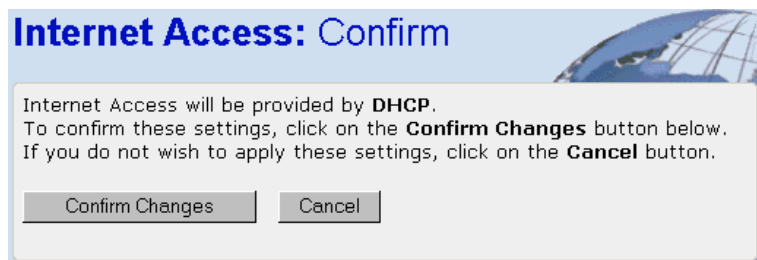 Internet Access: Confirm
Internet Access will be provided by DHCP.
To confirm these settings, click on the Confirm Changes button below.
If you do not wish to apply these settings, click on the Cancel button.
Confirm Changes Cancel